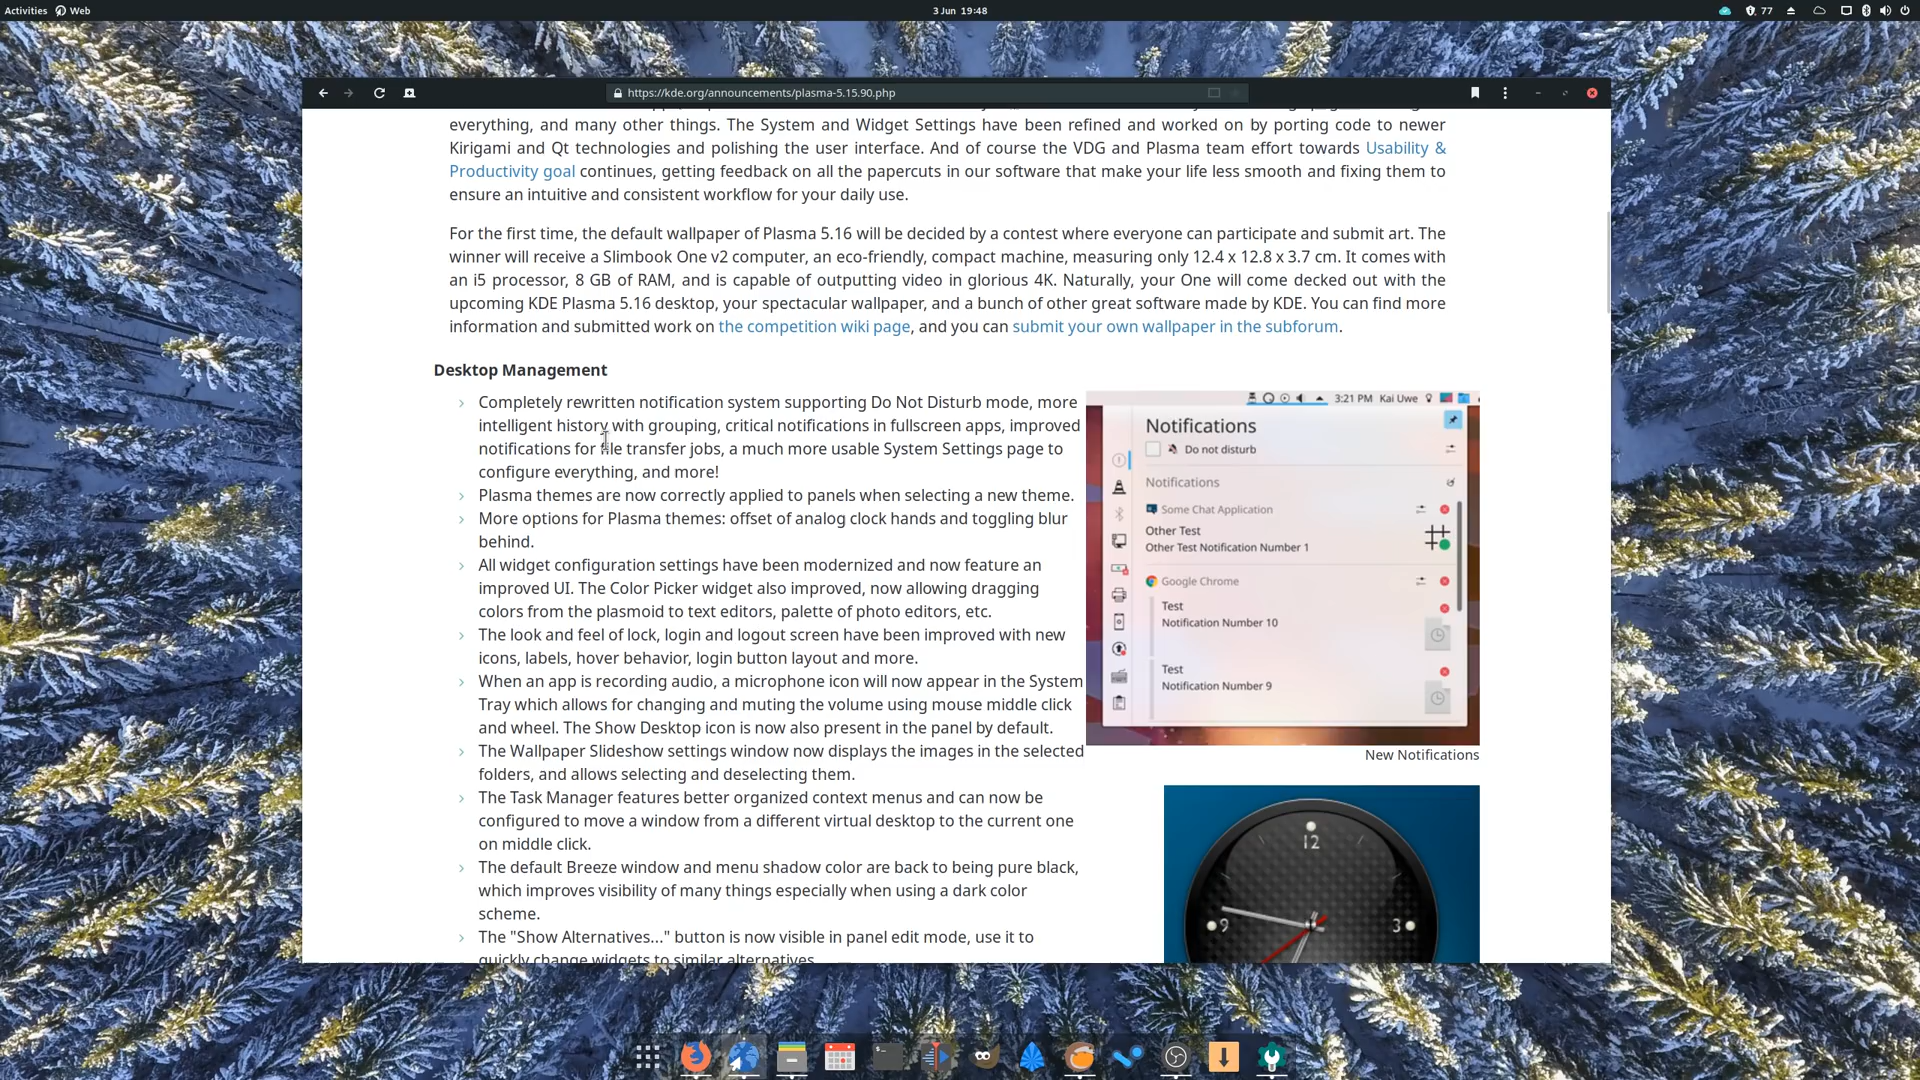 Activities Web 3 Jun 19:48 77
https://kde.org/announcements/plasma-5.15.90.php
everything, and many other things. The System and Widget Settings have been refined and worked on by porting code to newer
Kirigami and Qt technologies and polishing the user interface. And of course the VDG and Plasma team effort towards Usability &
Productivity goal continues, getting feedback on all the papercuts in our software that make your life less smooth and fixing them to
ensure an intuitive and consistent workflow for your daily use.
For the first time, the default wallpaper of Plasma 5.16 will be decided by a contest where everyone can participate and submit art. The
winner will receive a Slimbook One v2 computer, an eco-friendly, compact machine, measuring only 12.4 x 12.8 x 3.7 cm. It comes with
an i5 processor, 8 GB of RAM, and is capable of outputting video in glorious 4K. Naturally, your One will come decked out with the
upcoming KDE Plasma 5.16 desktop, your spectacular wallpaper, and a bunch of other great software made by KDE. You can find more
information and submitted work on the competition wiki page, and you can submit your own wallpaper in the subforum.
Desktop Management
Completely rewritten notification system supporting Do Not Disturb mode, more
intelligent history with grouping, critical notifications in fullscreen apps, improved
notifications for file transfer jobs, a much more usable System Settings page to
configure everything, and more!
Plasma themes are now correctly applied to panels when selecting a new theme.
More options for Plasma themes: offset of analog clock hands and toggling blur
behind.
All widget configuration settings have been modernized and now feature an
improved UI. The Color Picker widget also improved, now allowing dragging
colors from the plasmoid to text editors, palette of photo editors, etc.
The look and feel of lock, login and logout screen have been improved with new
icons, labels, hover behavior, login button layout and more.
When an app is recording audio, a microphone icon will now appear in the System
Tray which allows for changing and muting the volume using mouse middle click
and wheel. The Show Desktop icon is now also present in the panel by default.
The Wallpaper Slideshow settings window now displays the images in the selected
folders, and allows selecting and deselecting them.
The Task Manager features better organized context menus and can now be
configured to move a window from a different virtual desktop to the current one
on middle click.
The default Breeze window and menu shadow color are back to being pure black,
which improves visibility of many things especially when using a dark color
scheme.
The "Show Alternatives..." button is now visible in panel edit mode, use it to
quickly change widgets to similar alternatives.
3:21 PM Kai Uwe
Notifications
Do not disturb
Notifications
Some Chat Application
Other Test
Other Test Notification Number 1
Google Chrome
Test
Notification Number 10
Test
Notification Number 9
New Notifications
12
9 3